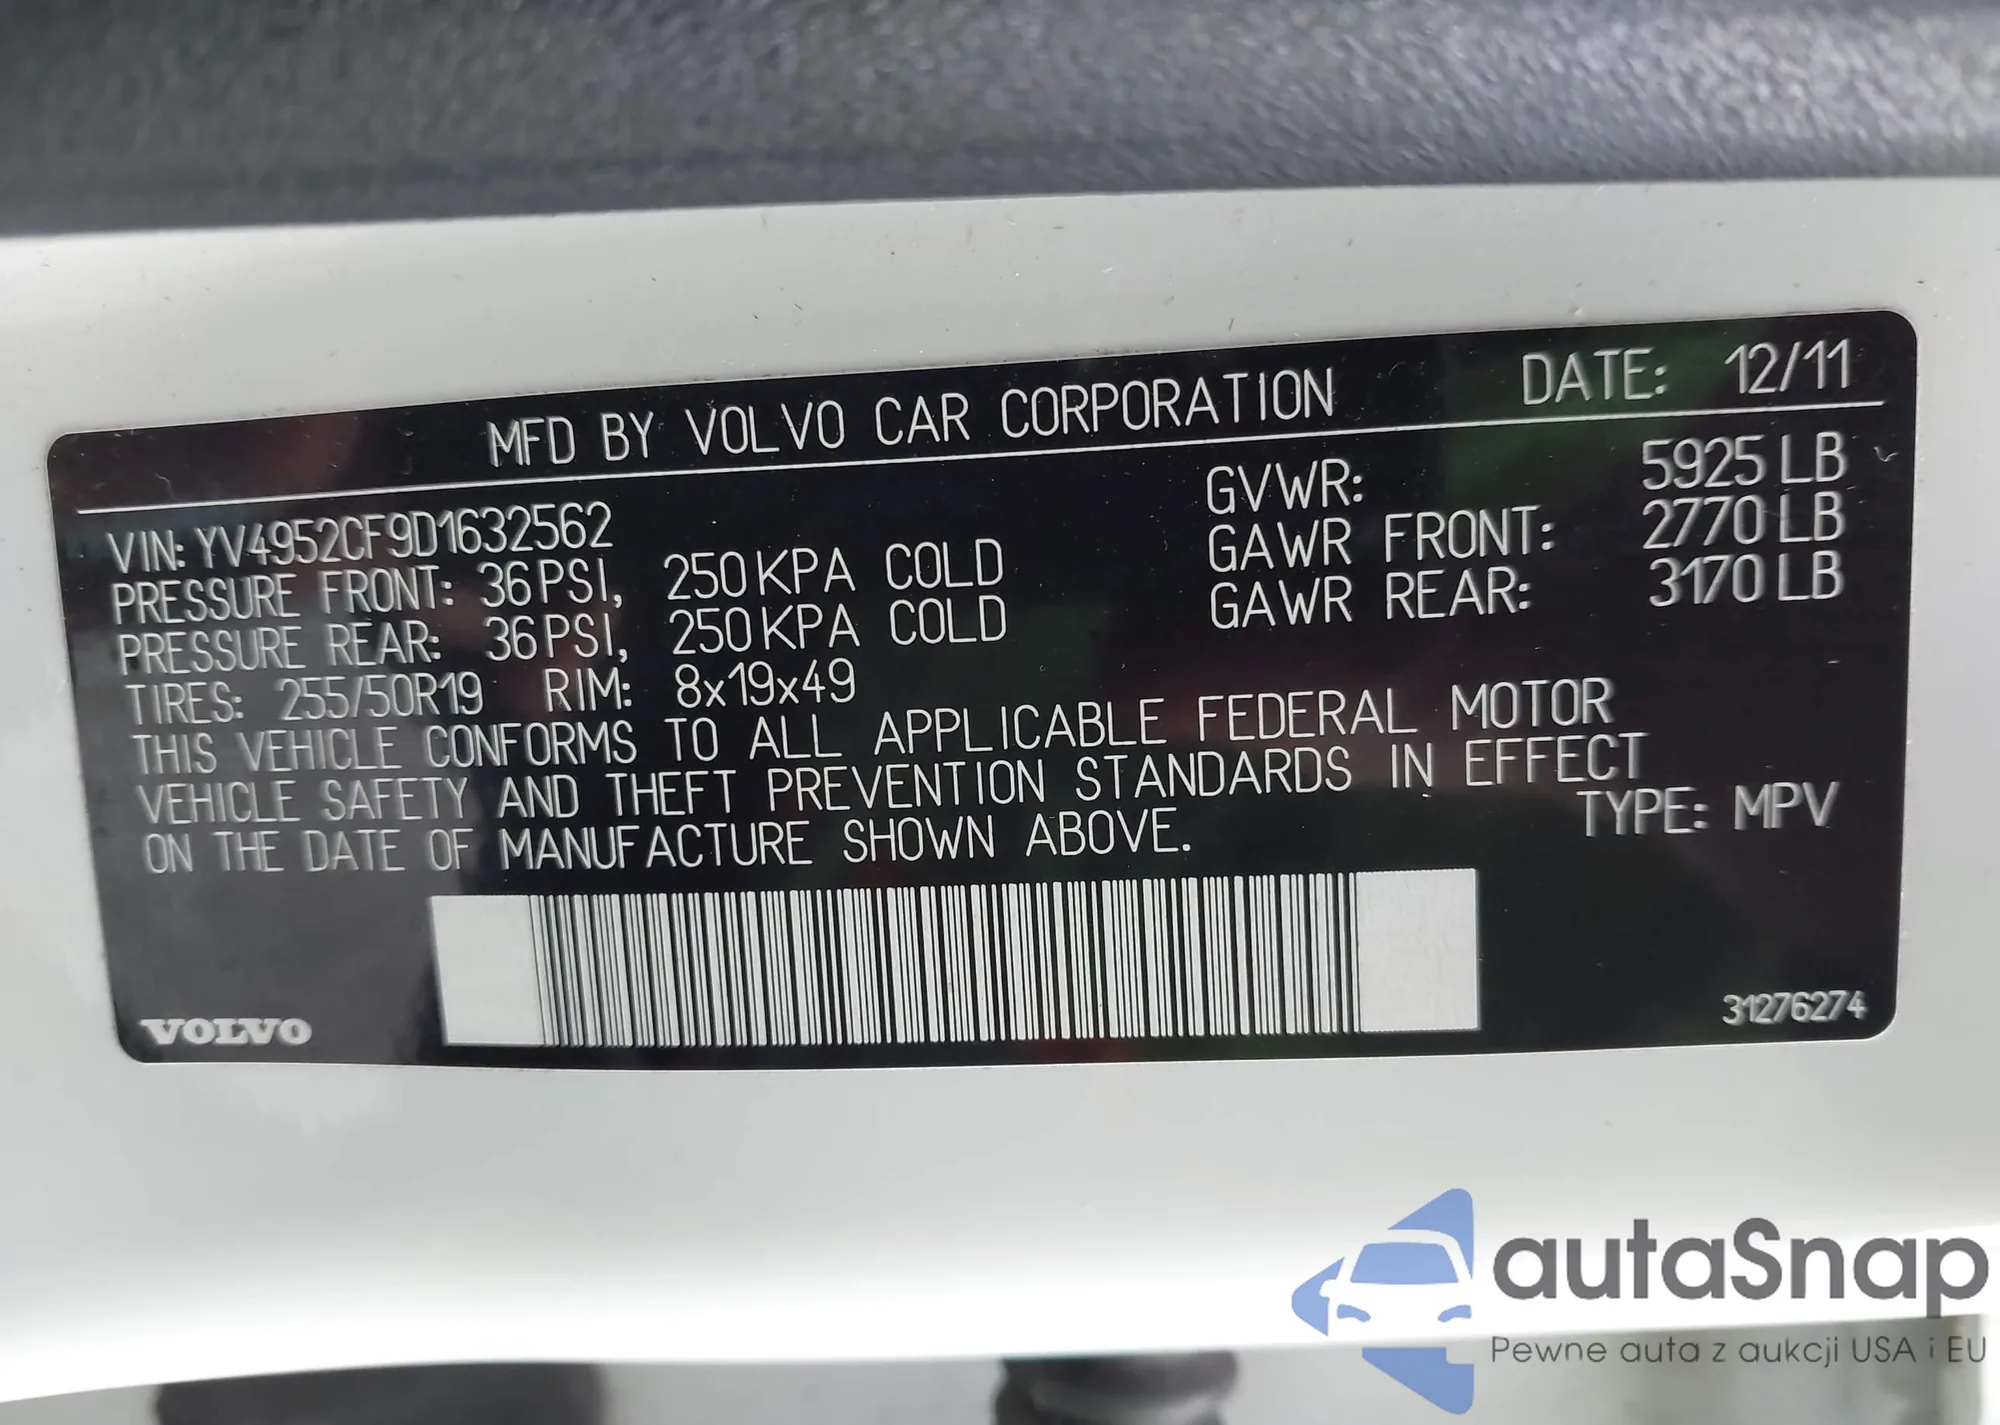 MFD BY VOLVO CAR CORPORATION DATE: 12/11
VIN: YV4952CF9D1632562 GVWR: 5925 LB
PRESSURE FRONT: 36 PSI, 250 KPA COLD GAWR FRONT: 2770 LB
PRESSURE REAR: 36 PSI, 250 KPA COLD GAWR REAR: 3170 LB
TIRES: 255/50R19 RIM: 8x19x49
THIS VEHICLE CONFORMS TO ALL APPLICABLE FEDERAL MOTOR
VEHICLE SAFETY AND THEFT PREVENTION STANDARDS IN EFFECT
ON THE DATE OF MANUFACTURE SHOWN ABOVE. TYPE: MPV
VOLVO 31276274
autaSnap
Pewne auta z aukcji USA i EU